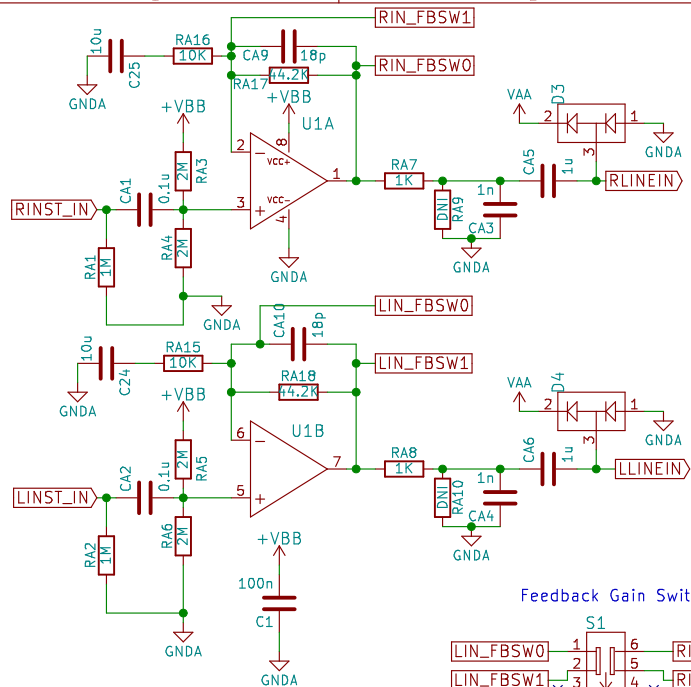 RIN_FBSW1
10u
RA16
10K
C25
CA9
18p
RIN_FBSW0
RA17
44.2K
GNDA
+VBB
+VBB
U1A
VAA
D3
2
1
3
GNDA
8
VCC+
2
1
RA7
1K
CA5
1u
RA3
2M
CA1
0.1u
RINST_IN
3
VCC-
4
1n
DNI
RA9
CA3
RLINEIN
RA4
2M
RA1
1M
GNDA
GNDA
GNDA
LIN_FBSW0
CA10
18p
10u
RA15
10K
C24
LIN_FBSW1
RA18
44.2K
GNDA
+VBB
VAA
D4
2
1
3
GNDA
U1B
6
7
RA8
1K
CA6
1u
RA5
2M
CA2
0.1u
LINST_IN
5
1n
DNI
RA10
CA4
LLINEIN
RA6
2M
RA2
1M
GNDA
+VBB
100n
C1
GNDA
GNDA
Feedback Gain Swit
S1
LIN_FBSW0
1
6
RI
2
5
LIN_FBSW1
3
4
RI